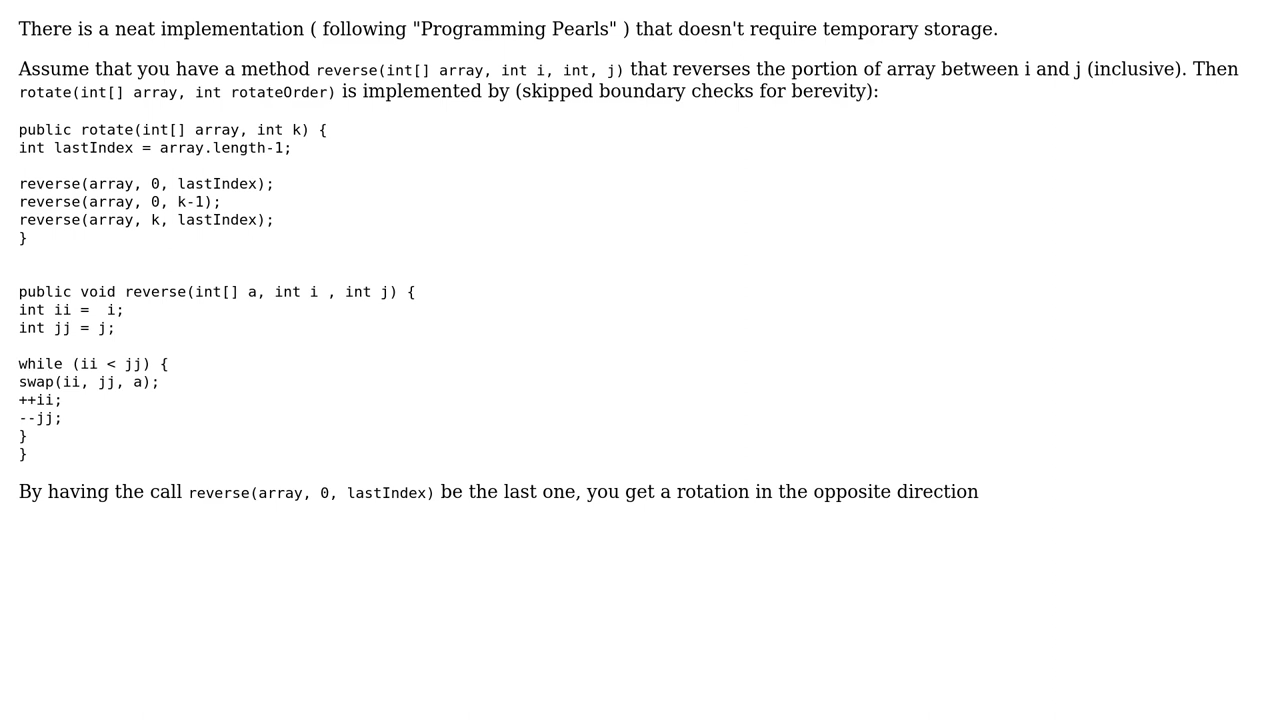 There is a neat implementation ( following "Programming Pearls" ) that doesn't require temporary storage.
Assume that you have a method reverse(int[] array, int i, int, j) that reverses the portion of array between i and j (inclusive). Then
rotate(int[] array, int rotateOrder) is implemented by (skipped boundary checks for berevity):
public rotate(int[] array, int k) {
int lastIndex = array.length-1;
reverse(array, 0, lastIndex);
reverse(array, 0, k-1);
reverse(array, k, lastIndex);
}
public void reverse(int[] a, int i , int j) {
int ii =  i;
int jj = j;
while (ii < jj) {
swap(ii, jj, a);
++ii;
--jj;
}
}
By having the call reverse(array, 0, lastIndex) be the last one, you get a rotation in the opposite direction